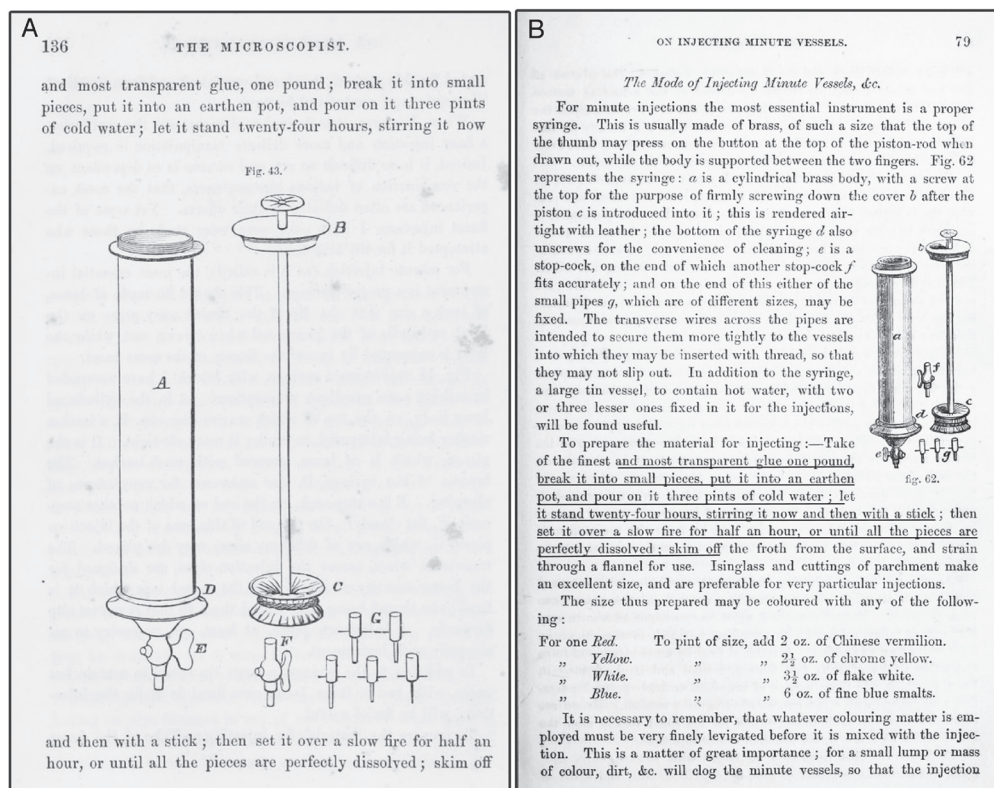 A
136
THE MICROSCOPIST.
and most transparent glue, one pound; break it into small
pieces, put it into an earthen pot, and pour on it three pints
of cold water; let it stand twenty-four hours, stirring it now
Fig. 43.
B
A
D
C
G
E
F
and then with a stick; then set it over a slow fire for half an
hour, or until all the pieces are perfectly dissolved; skim off
B
ON INJECTING MINUTE VESSELS.
79
The Mode of Injecting Minute Vessels, &c.
For minute injections the most essential instrument is a proper
syringe. This is usually made of brass, of such a size that the top of
the thumb may press on the button at the top of the piston-rod when
drawn out, while the body is supported between the two fingers. Fig. 62
represents the syringe: a is a cylindrical brass body, with a screw at
the top for the purpose of firmly screwing down the cover b after the
piston c is introduced into it; this is rendered air-
tight with leather; the bottom of the syringe d also
unscrews for the convenience of cleaning; e is a
stop-cock, on the end of which another stop-cock f
fits accurately; and on the end of this either of the
small pipes g, which are of different sizes, may be
fixed. The transverse wires across the pipes are
intended to secure them more tightly to the vessels
into which they may be inserted with thread, so that
they may not slip out. In addition to the syringe,
a large tin vessel, to contain hot water, with two
or three lesser ones fixed in it for the injections,
will be found useful.
To prepare the material for injecting:—Take
of the finest and most transparent glue one pound,
break it into small pieces, put it into an earthen
pot, and pour on it three pints of cold water; let
it stand twenty-four hours, stirring it now and then with a stick; then
set it over a slow fire for half an hour, or until all the pieces are
perfectly dissolved; skim off the froth from the surface, and strain
through a flannel for use. Isinglass and cuttings of parchment make
an excellent size, and are preferable for very particular injections.
The size thus prepared may be coloured with any of the follow-
ing:
b
a
f
c
d
e
g
fig. 62.
For one Red. To pint of size, add 2 oz. of Chinese vermilion.
„ Yellow. „ „ 2½ oz. of chrome yellow.
„ White. „ „ 3½ oz. of flake white.
„ Blue. „ „ 6 oz. of fine blue smalts.
It is necessary to remember, that whatever colouring matter is em-
ployed must be very finely levigated before it is mixed with the injec-
tion. This is a matter of great importance; for a small lump or mass
of colour, dirt, &c. will clog the minute vessels, so that the injection